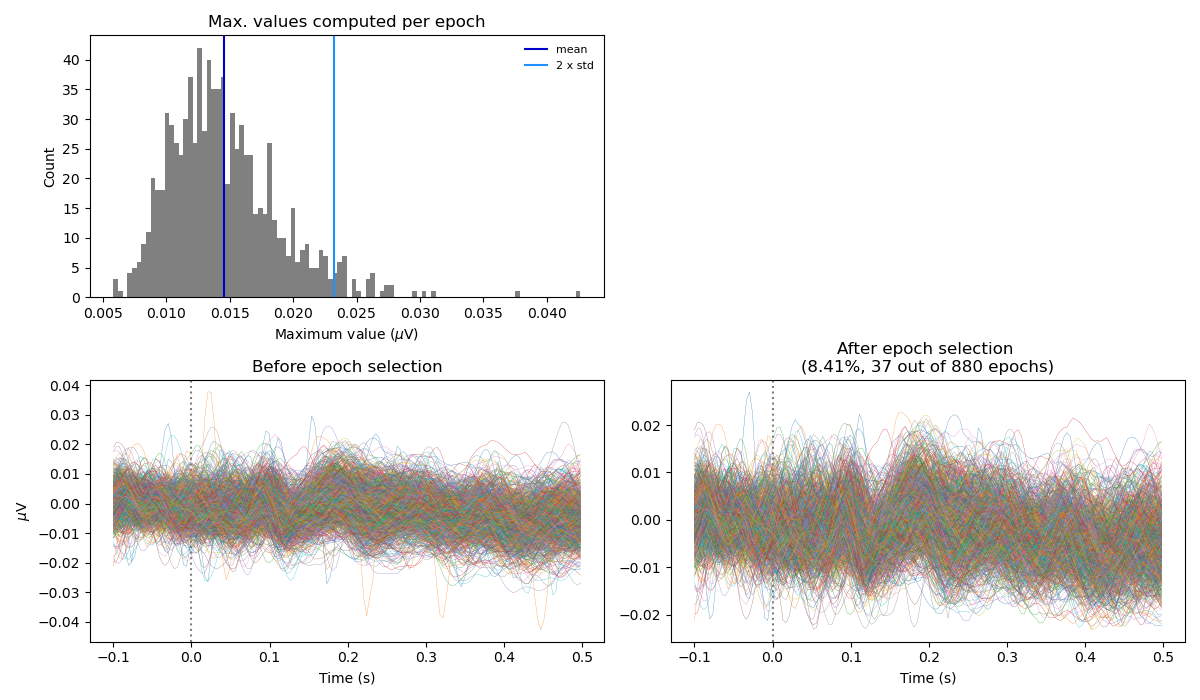 Max. values computed per epoch
mean
2 x std
40
35
30
25
20
15
10
5
0
Count
0.005 0.010 0.015 0.020 0.025 0.030 0.035 0.040
Maximum value (μV)
Before epoch selection
0.04
0.03
0.02
0.01
0.00
−0.01
−0.02
−0.03
−0.04
μV
−0.1 0.0 0.1 0.2 0.3 0.4 0.5
Time (s)
After epoch selection
(8.41%, 37 out of 880 epochs)
0.02
0.01
0.00
−0.01
−0.02
−0.1 0.0 0.1 0.2 0.3 0.4 0.5
Time (s)